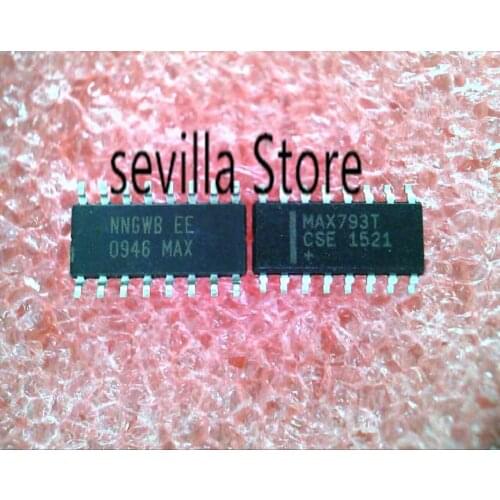 sevilla Store
NNGWB EE
0946 MAX
MAX793T
CSE 1521
+